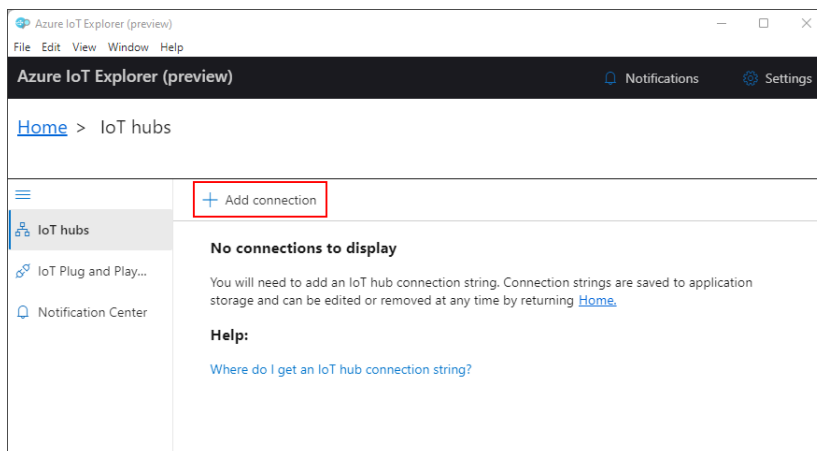 Azure IoT Explorer (preview)
File Edit View Window Help
Azure IoT Explorer (preview)
Notifications
Settings
Home > IoT hubs
+ Add connection
IoT hubs
IoT Plug and Play...
Notification Center
No connections to display
You will need to add an IoT hub connection string. Connection strings are saved to application
storage and can be edited or removed at any time by returning Home.
Help:
Where do I get an IoT hub connection string?